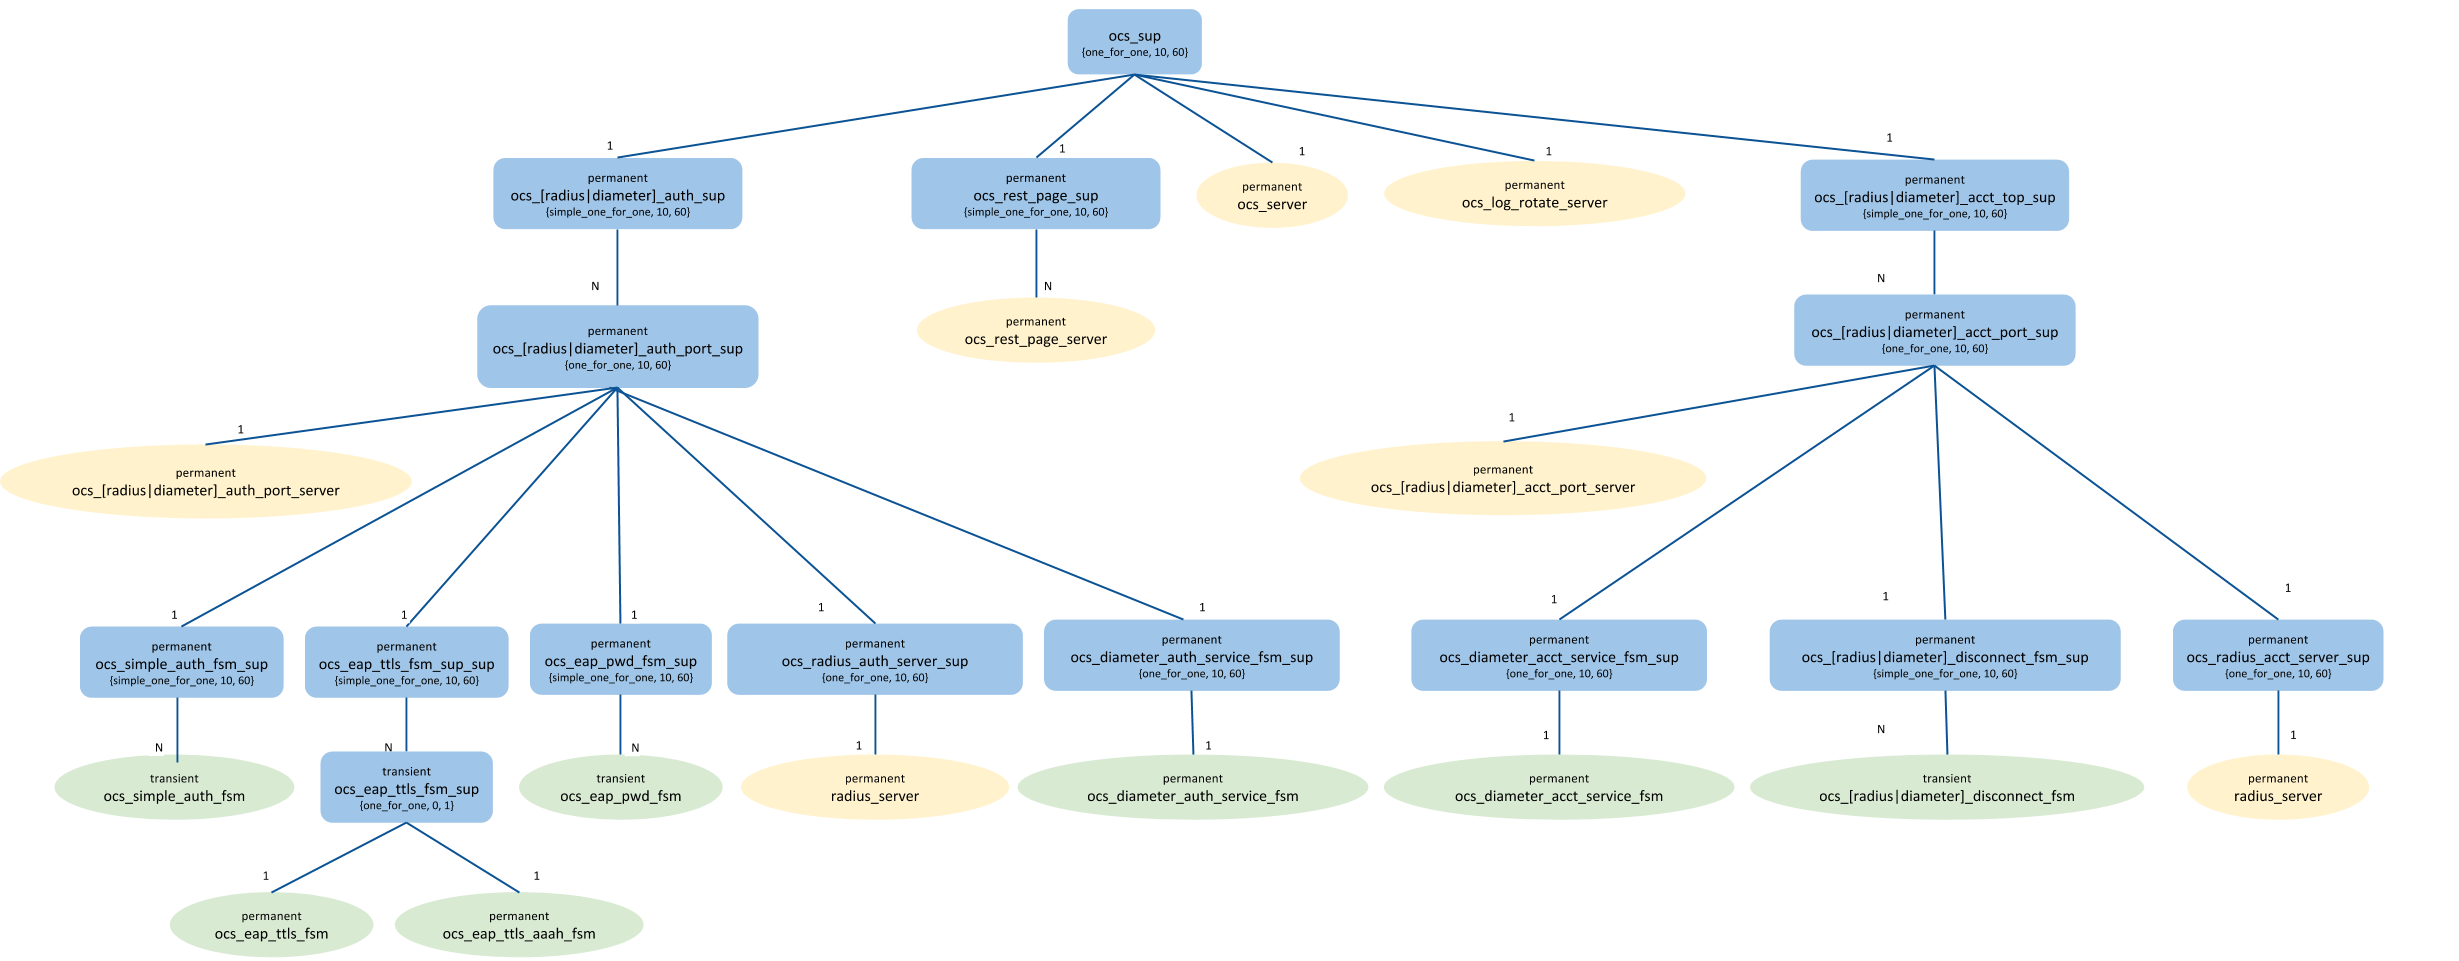 ocs_sup
{one_for_one, 10, 60}
1
1
1
1
1
permanent
ocs_[radius|diameter]_auth_sup
{simple_one_for_one, 10, 60}
permanent
ocs_rest_page_sup
{simple_one_for_one, 10, 60}
permanent
ocs_server
permanent
ocs_log_rotate_server
permanent
ocs_[radius|diameter]_acct_top_sup
{simple_one_for_one, 10, 60}
N
N
N
permanent
ocs_[radius|diameter]_auth_port_sup
{one_for_one, 10, 60}
permanent
ocs_rest_page_server
permanent
ocs_[radius|diameter]_acct_port_sup
{one_for_one, 10, 60}
1
1
permanent
ocs_[radius|diameter]_auth_port_server
permanent
ocs_[radius|diameter]_acct_port_server
1
1
1
1
1
1
1
1
permanent
ocs_simple_auth_fsm_sup
{simple_one_for_one, 10, 60}
permanent
ocs_eap_ttls_fsm_sup_sup
{simple_one_for_one, 10, 60}
permanent
ocs_eap_pwd_fsm_sup
{simple_one_for_one, 10, 60}
permanent
ocs_radius_auth_server_sup
{one_for_one, 10, 60}
permanent
ocs_diameter_auth_service_fsm_sup
{one_for_one, 10, 60}
permanent
ocs_diameter_acct_service_fsm_sup
{one_for_one, 10, 60}
permanent
ocs_[radius|diameter]_disconnect_fsm_sup
{simple_one_for_one, 10, 60}
permanent
ocs_radius_acct_server_sup
{one_for_one, 10, 60}
N
N
N
1
1
1
N
1
transient
ocs_simple_auth_fsm
transient
ocs_eap_ttls_fsm_sup
{one_for_one, 0, 1}
transient
ocs_eap_pwd_fsm
permanent
radius_server
permanent
ocs_diameter_auth_service_fsm
permanent
ocs_diameter_acct_service_fsm
transient
ocs_[radius|diameter]_disconnect_fsm
permanent
radius_server
1
1
permanent
ocs_eap_ttls_fsm
permanent
ocs_eap_ttls_aaah_fsm